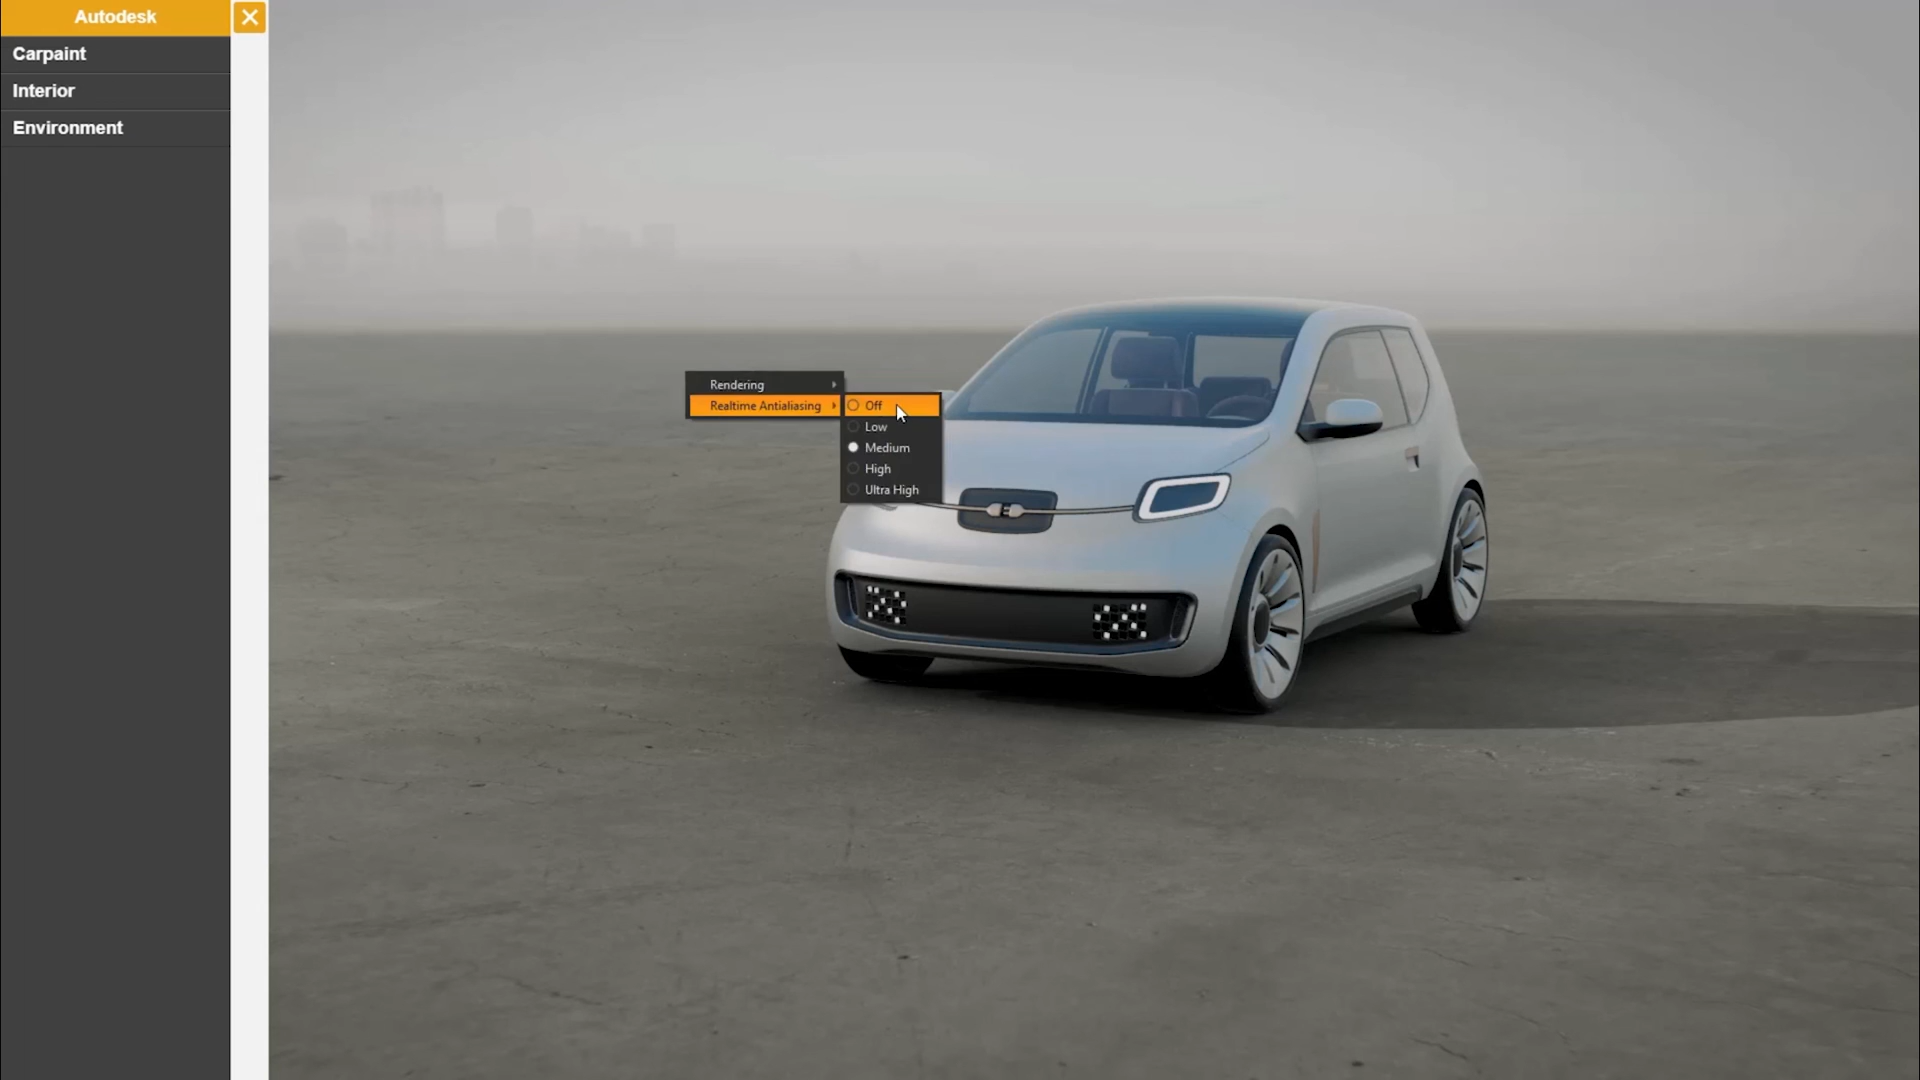 Autodesk
Carpaint
Interior
Environment
Rendering
Realtime Antialiasing
Off
Low
Medium
High
Ultra High